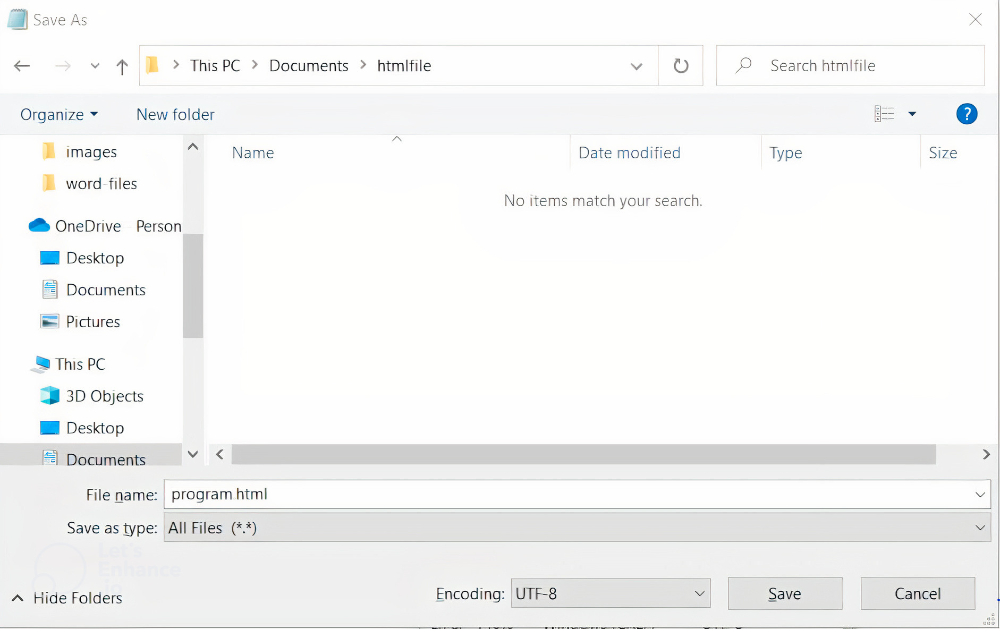 Save As
This PC > Documents > htmlfile
Search htmlfile
Organize New folder
?
images
word-files
OneDrive Person
Desktop
Documents
Pictures
This PC
3D Objects
Desktop
Documents
Name Date modified Type Size
No items match your search.
File name: program.html
Save as type: All Files (*.*)
Let's
Enhance
Hide Folders
Encoding: UTF-8 Save Cancel